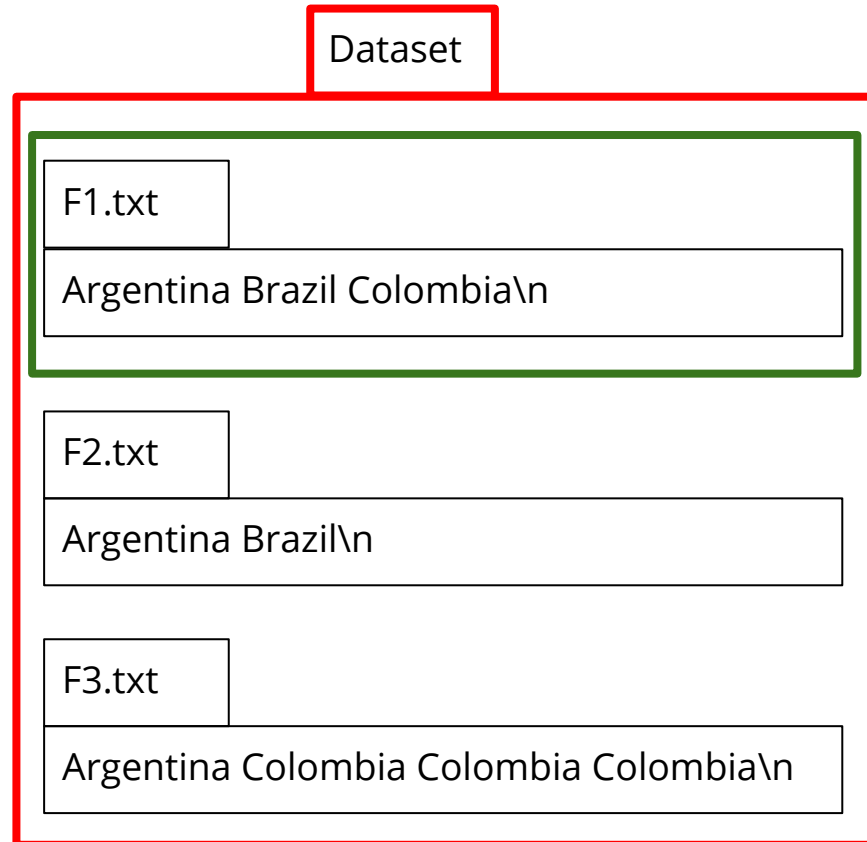 Dataset
F1.txt
Argentina Brazil Colombia\n
F2.txt
Argentina Brazil\n
F3.txt
Argentina Colombia Colombia Colombia\n